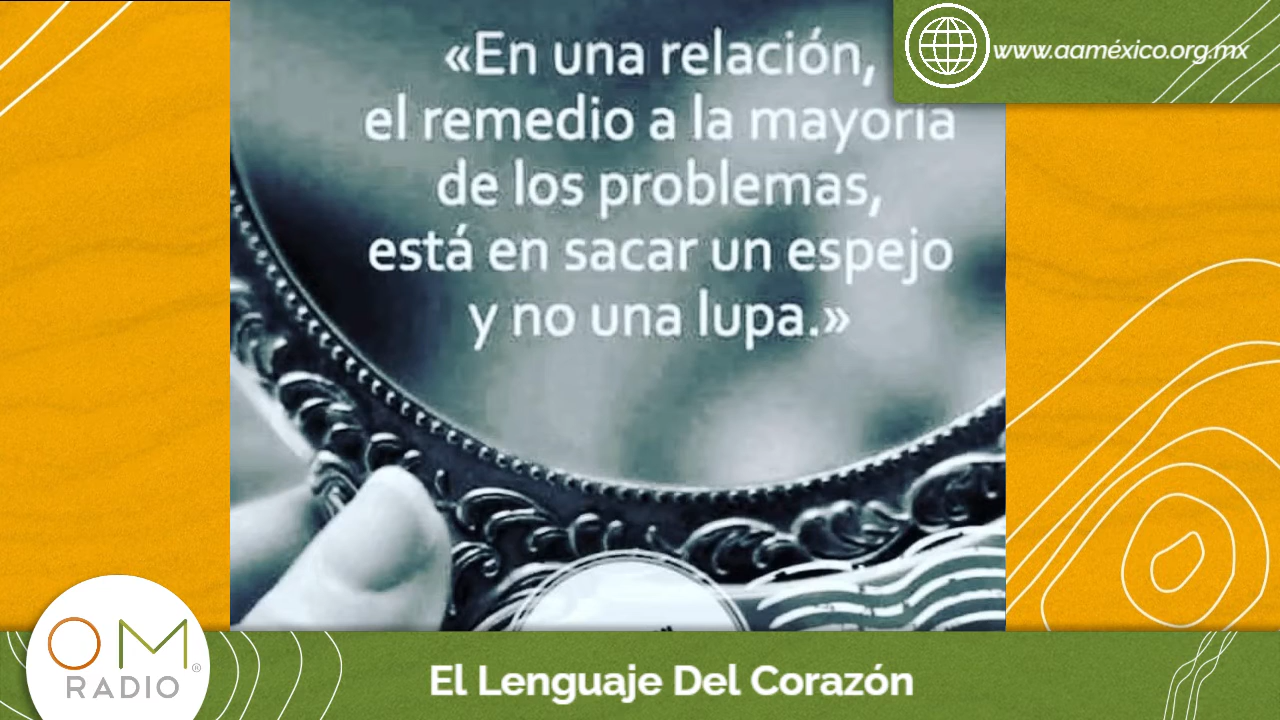 www.aaméxico.org.mx
«En una relación,
el remedio a la mayoría
de los problemas,
está en sacar un espejo
y no una lupa.»
OM
RADIO®
El Lenguaje Del Corazón